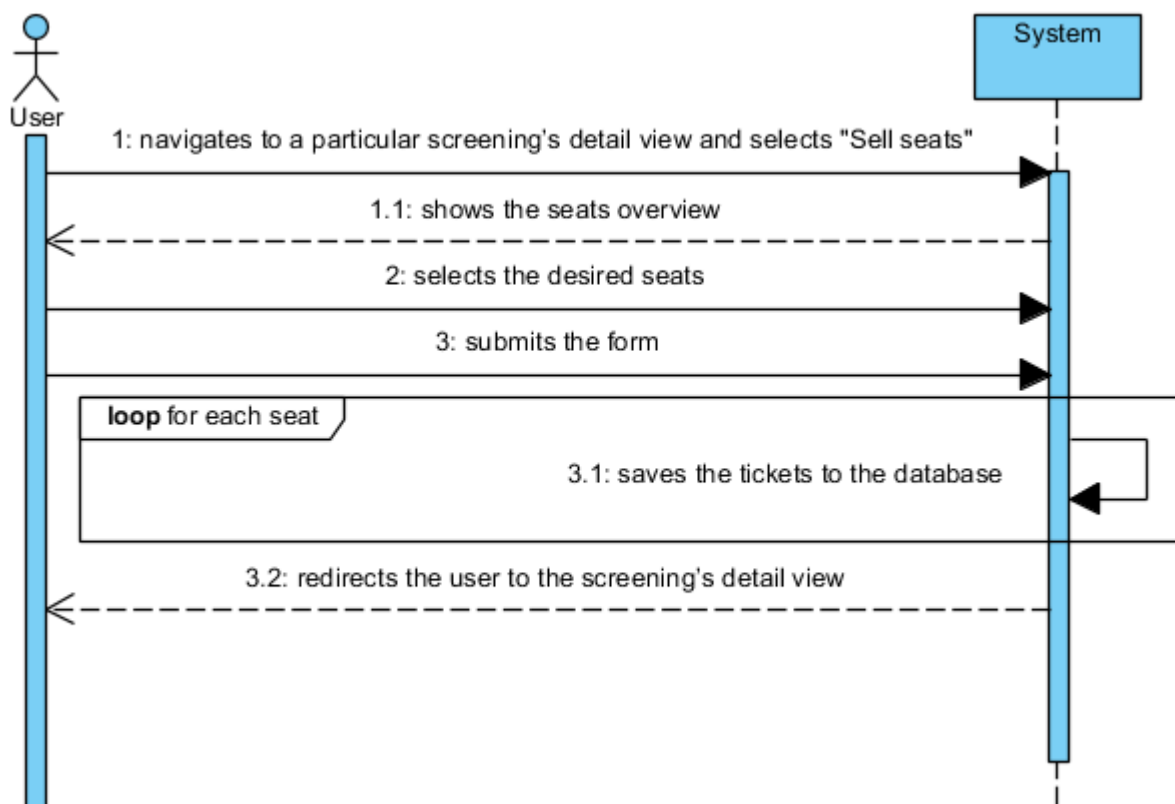 System
User
1: navigates to a particular screening's detail view and selects "Sell seats"
1.1: shows the seats overview
2: selects the desired seats
3: submits the form
loop for each seat
3.1: saves the tickets to the database
3.2: redirects the user to the screening's detail view